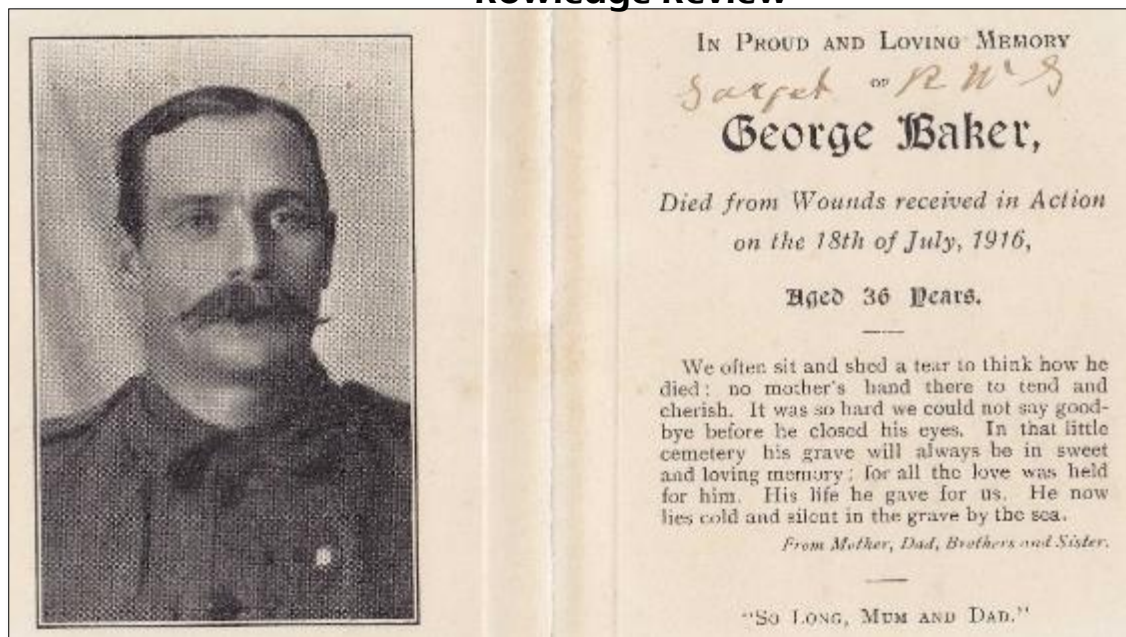 Rowledge Review
IN PROUD AND LOVING MEMORY
OF
George Baker,
Died from Wounds received in Action
on the 18th of July, 1916,
Aged 36 Years.
We often sit and shed a tear to think how he
died; no mother's hand there to tend and
cherish. It was so hard we could not say good-
bye before he closed his eyes. In that little
cemetery his grave will always be in sweet
and loving memory; for all the love was held
for him. His life he gave for us. He now
lies cold and silent in the grave by the sea.
From Mother, Dad, Brothers and Sister.
"SO LONG, MUM AND DAD."